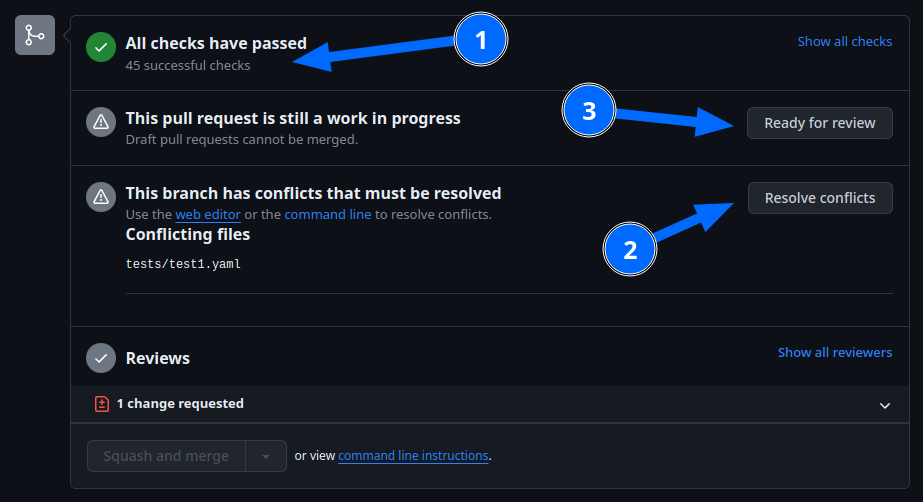 All checks have passed
45 successful checks
1
Show all checks
This pull request is still a work in progress
Draft pull requests cannot be merged.
3
Ready for review
This branch has conflicts that must be resolved
Use the web editor or the command line to resolve conflicts.
Resolve conflicts
2
Conflicting files
tests/test1.yaml
Reviews
Show all reviewers
1 change requested
Squash and merge
or view command line instructions.